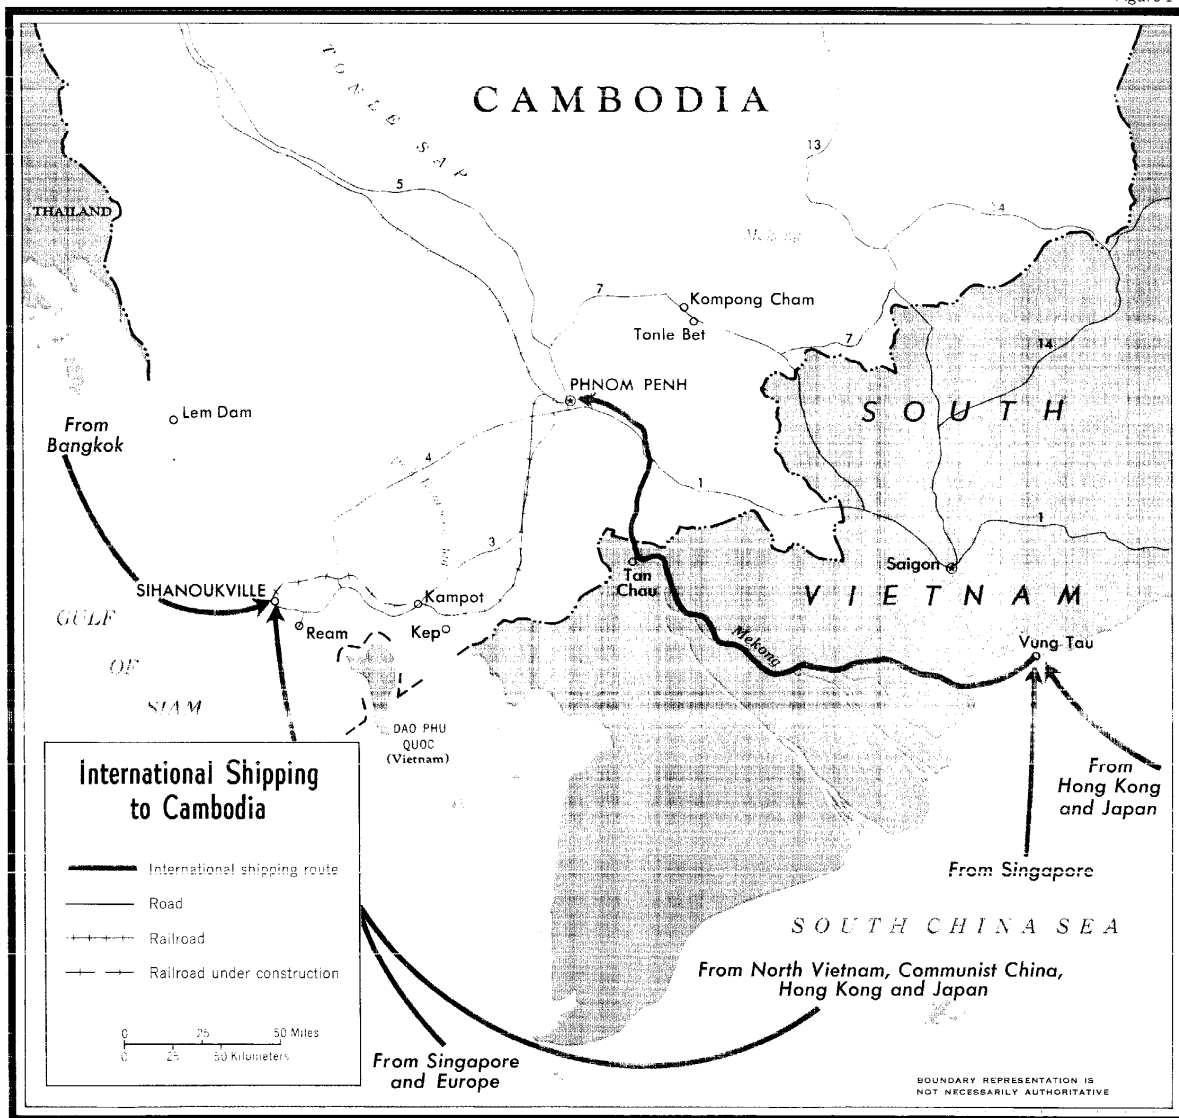 TONLE SAP
CAMBODIA
13
THAILAND
5
4
Mekong
7
Kompong Cham
Tonle Bet
7
14
PHNOM PENH
SOUTH
Lem Dam
From
Bangkok
4
1
1
3
Saigon
Tan
Chau
VIETNAM
SIHANOUKVILLE
Kampot
GULF
OF
SIAM
Ream
Kep
Mekong
Vung Tau
DAO PHU
QUOC
(Vietnam)
From
Hong Kong
and Japan
From Singapore
SOUTH CHINA SEA
From North Vietnam, Communist China,
Hong Kong and Japan
From Singapore
and Europe
International Shipping
to Cambodia
International shipping route
Road
Railroad
Railroad under construction
0 25 50 Miles
0 25 50 Kilometers
BOUNDARY REPRESENTATION IS
NOT NECESSARILY AUTHORITATIVE